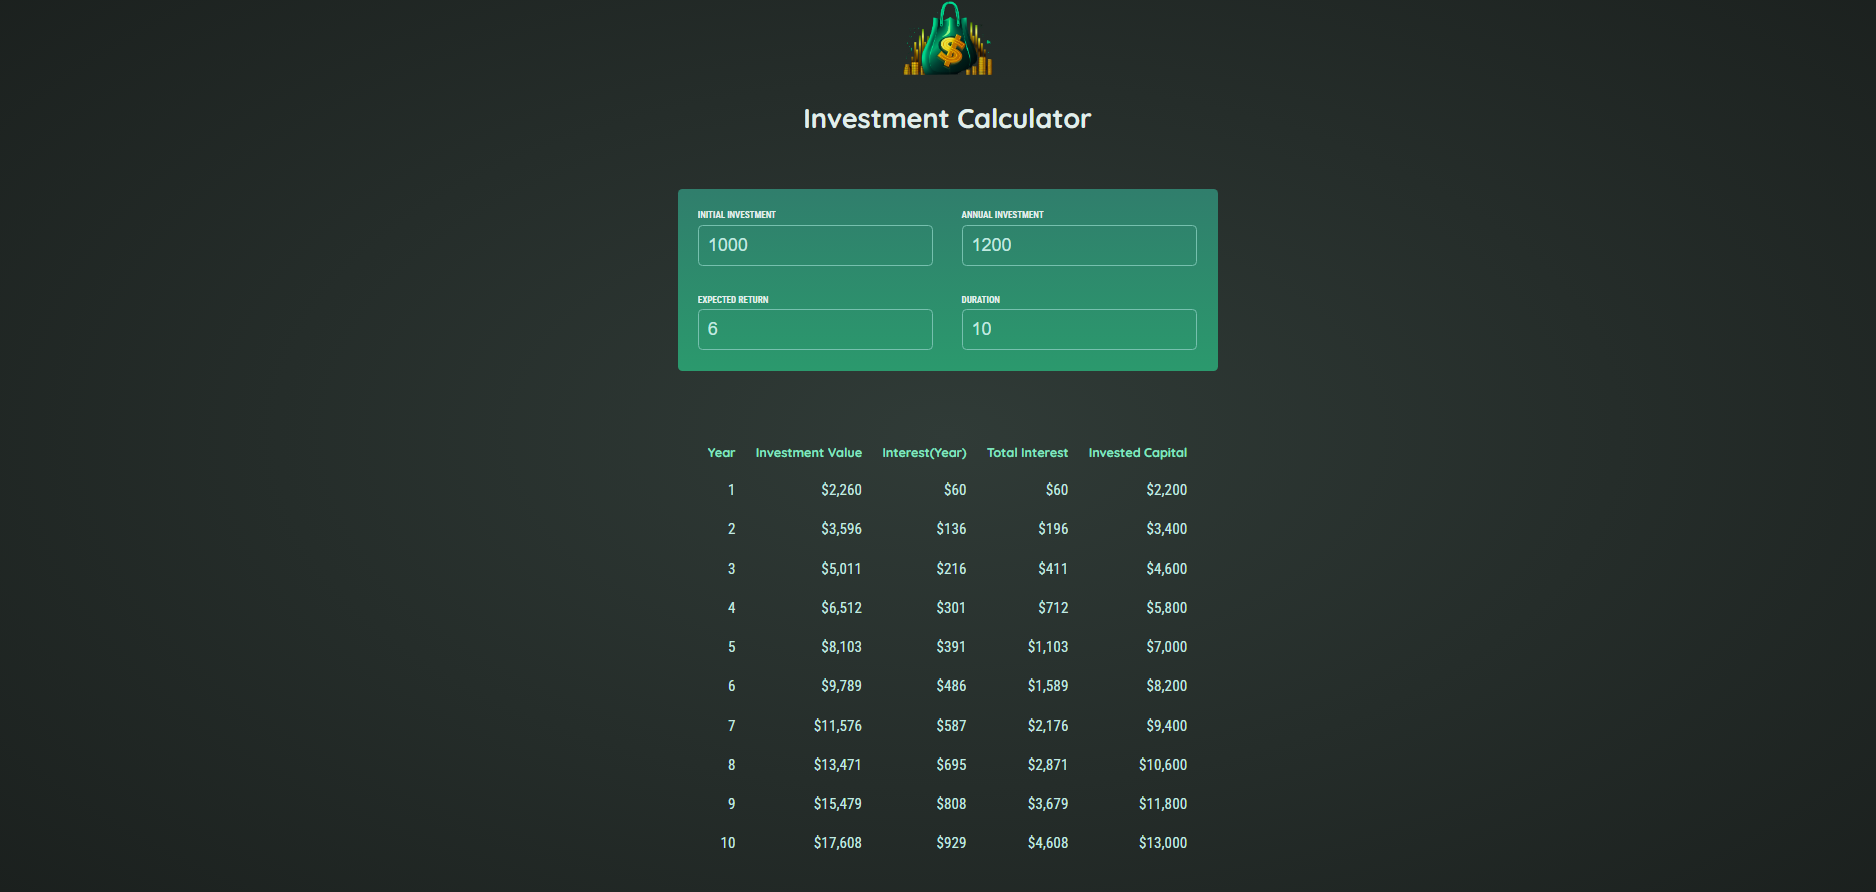 $
Investment Calculator
INITIAL INVESTMENT ANNUAL INVESTMENT
1000 1200
EXPECTED RETURN DURATION
6 10
Year Investment Value Interest(Year) Total Interest Invested Capital
1 $2,260 $60 $60 $2,200
2 $3,596 $136 $196 $3,400
3 $5,011 $216 $411 $4,600
4 $6,512 $301 $712 $5,800
5 $8,103 $391 $1,103 $7,000
6 $9,789 $486 $1,589 $8,200
7 $11,576 $587 $2,176 $9,400
8 $13,471 $695 $2,871 $10,600
9 $15,479 $808 $3,679 $11,800
10 $17,608 $929 $4,608 $13,000